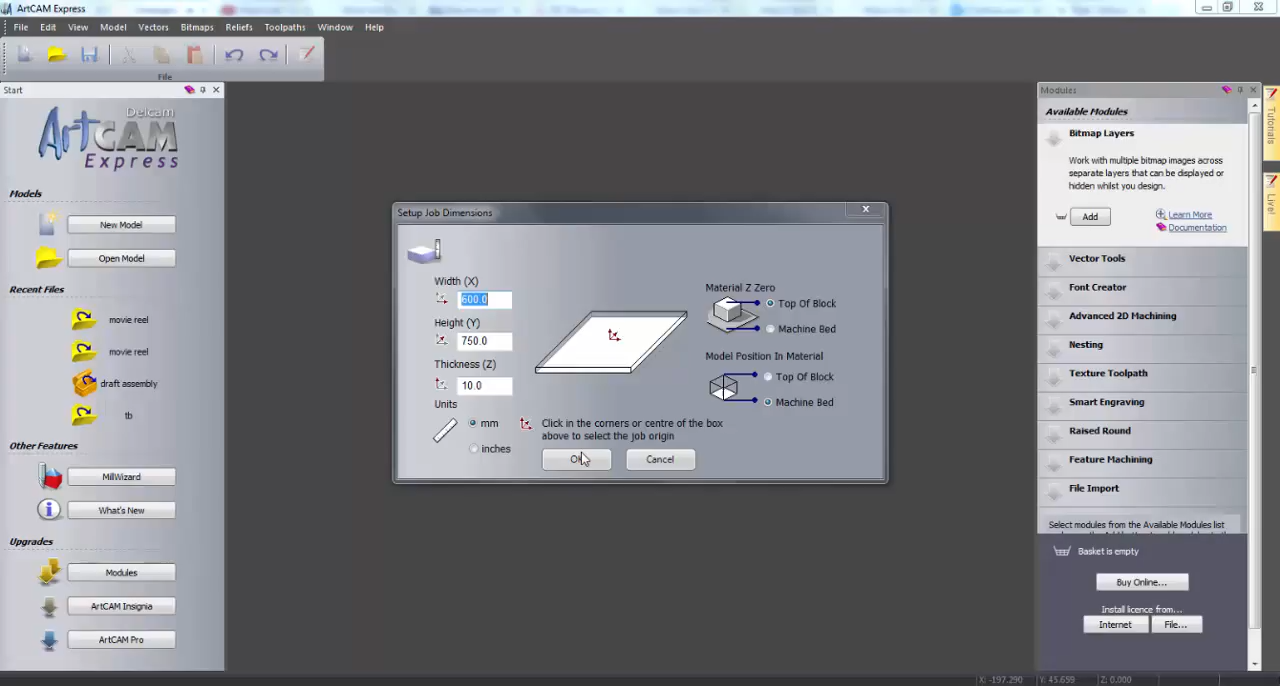 ArtCAM Express
File Edit View Model Vectors Bitmaps Reliefs Toolpaths Window Help
File
Start
Delcam
ArtCAM
Express
Models
New Model
Open Model
Recent Files
movie reel
movie reel
draft assembly
tb
Other Features
MillWizard
What's New
Upgrades
Modules
ArtCAM Insignia
ArtCAM Pro
Setup Job Dimensions
Width (X)
600.0
Height (Y)
750.0
Thickness (Z)
10.0
Units
mm
inches
Material Z Zero
Top Of Block
Machine Bed
Model Position In Material
Top Of Block
Machine Bed
Click in the corners or centre of the box
above to select the job origin
OK
Cancel
Modules
Available Modules
Bitmap Layers
Work with multiple bitmap images across
separate layers that can be displayed or
hidden whilst you design.
Add
Learn More
Documentation
Vector Tools
Font Creator
Advanced 2D Machining
Nesting
Texture Toolpath
Smart Engraving
Raised Round
Feature Machining
File Import
Select modules from the Available Modules list
Basket is empty
Buy Online...
Install licence from...
Internet
File...
Tutorials
Live!
X: -197.290 Y: 45.659 Z: 0.000